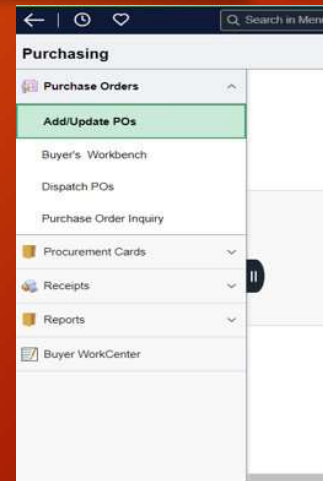 Search in Menu
Purchasing
Purchase Orders
Add/Update POs
Buyer's Workbench
Dispatch POs
Purchase Order Inquiry
Procurement Cards
Receipts
Reports
Buyer WorkCenter